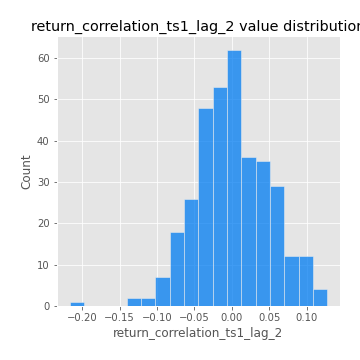 return_correlation_ts1_lag_2 value distribution
60
50
40
30
20
10
0
Count
−0.20 −0.15 −0.10 −0.05 0.00 0.05 0.10
return_correlation_ts1_lag_2